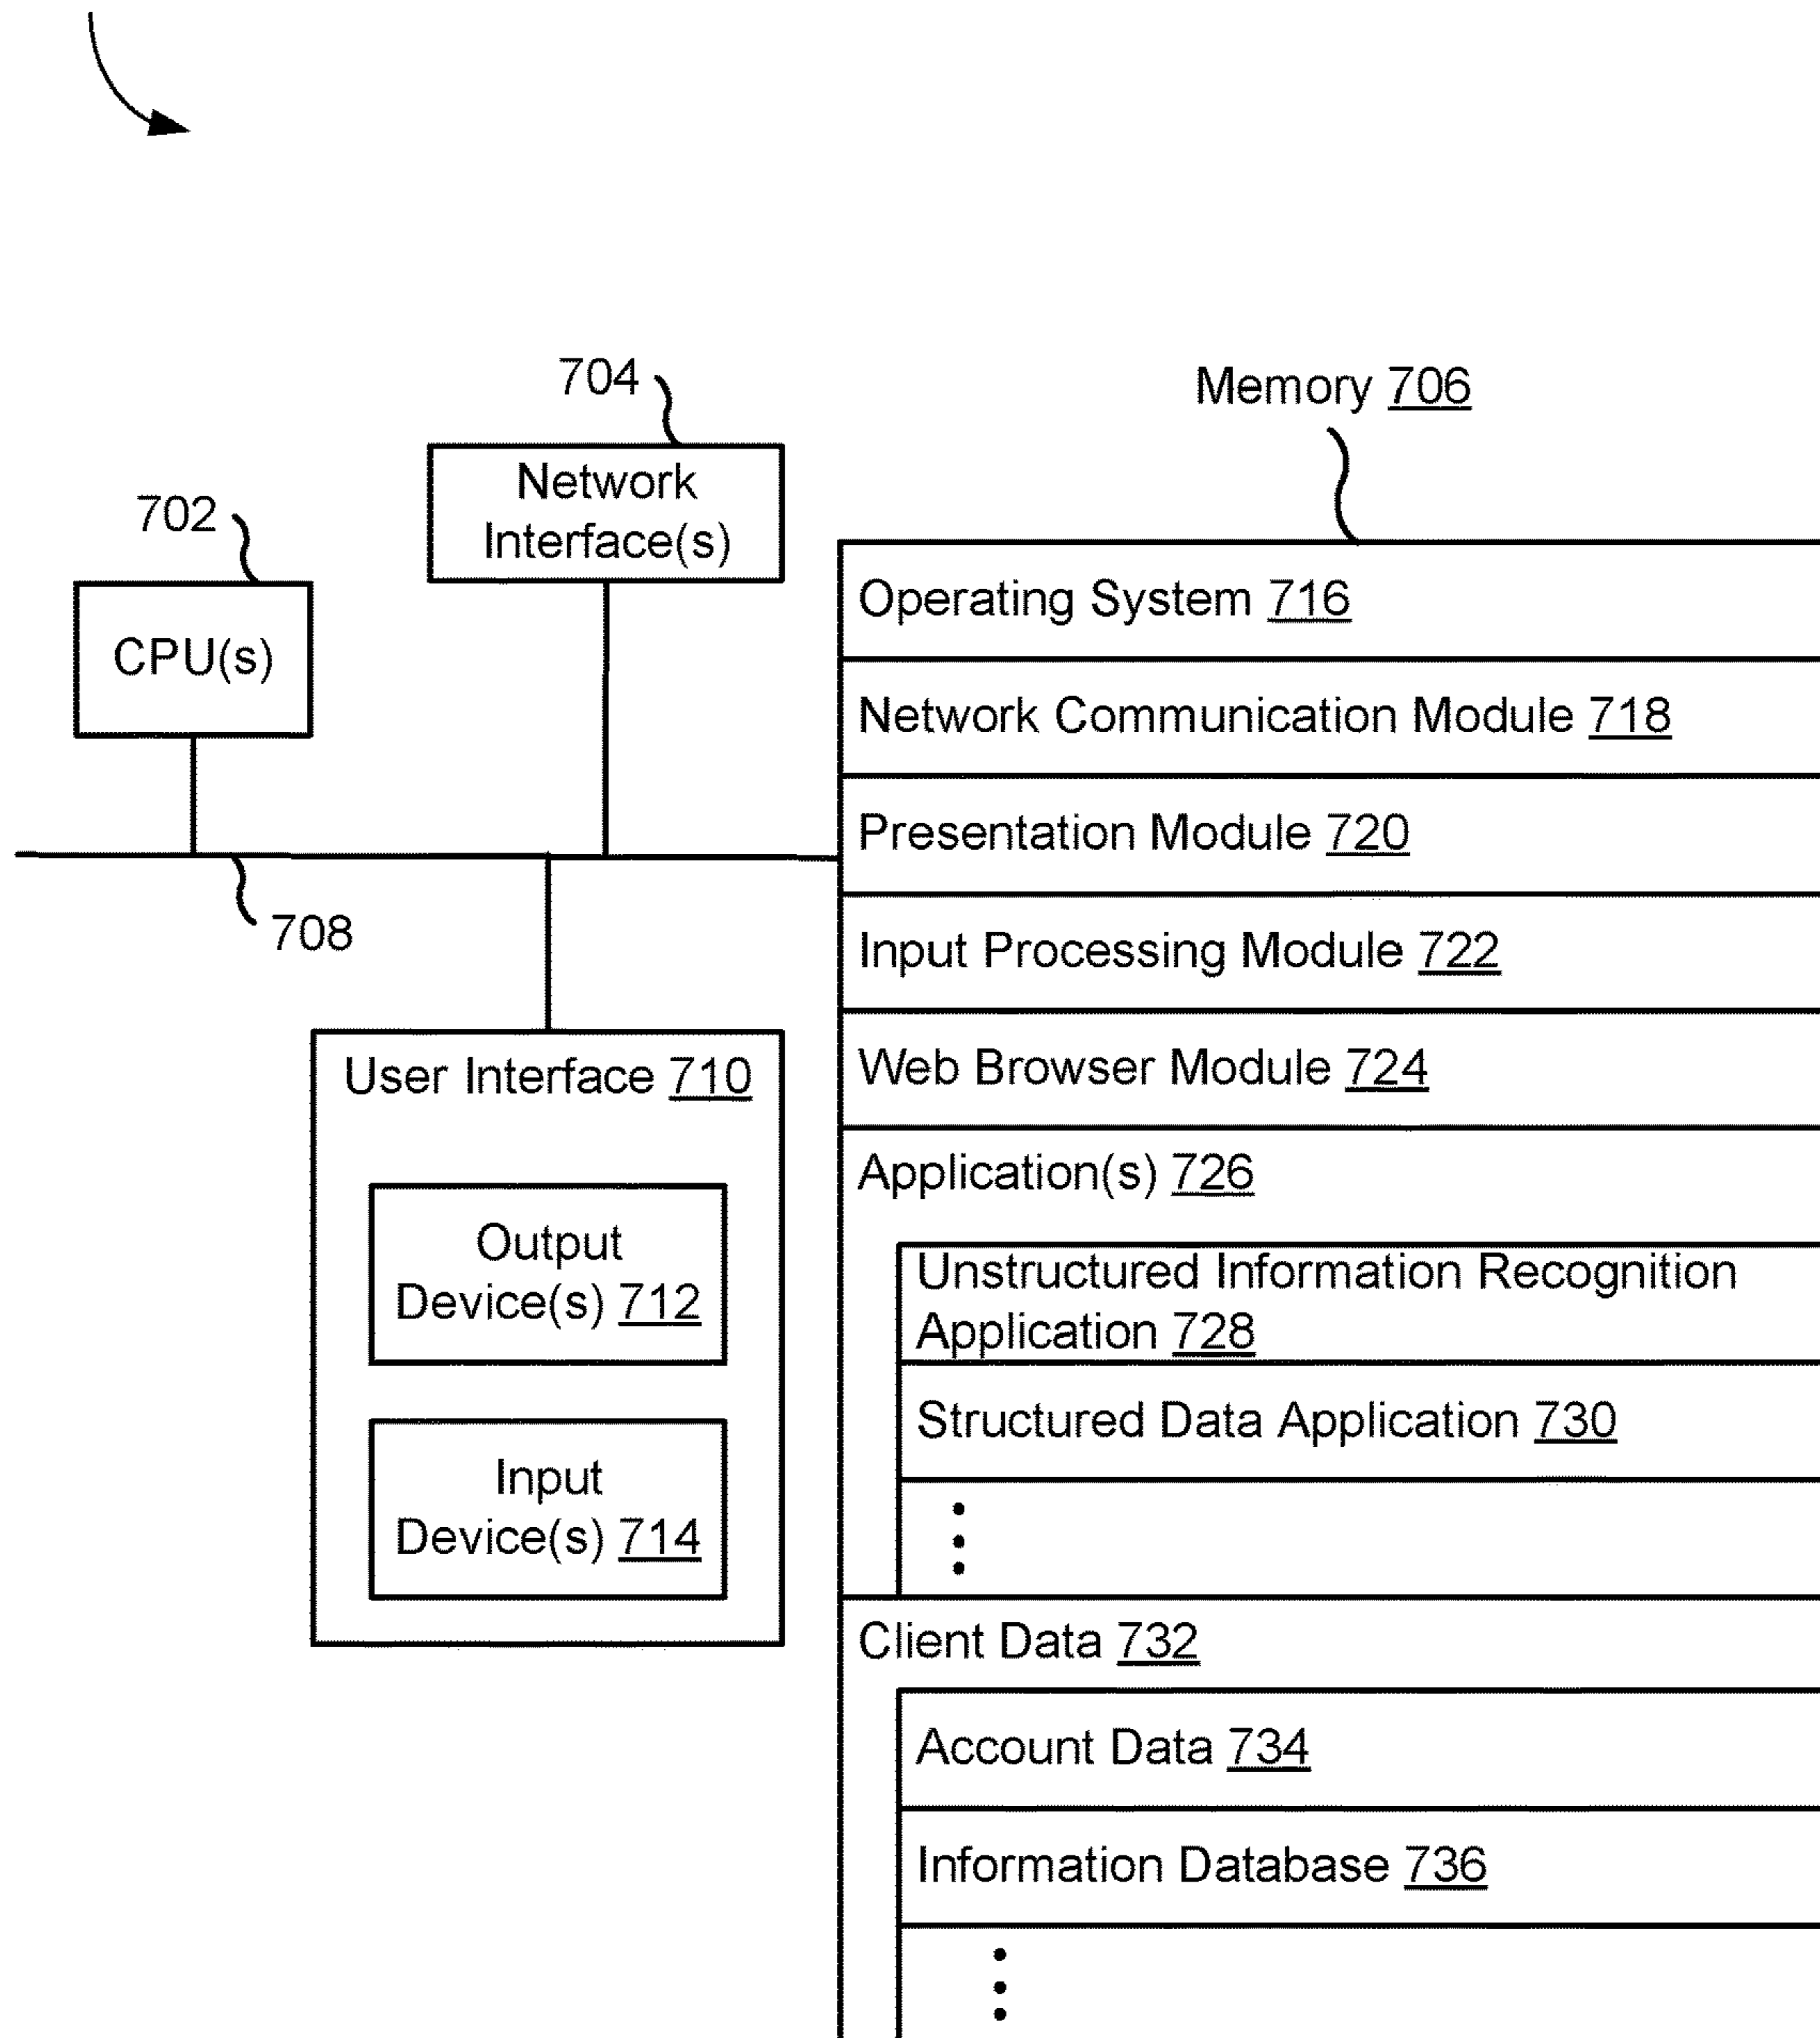 704
Network
Interface(s)
702
CPU(s)
708
User Interface 710
Output
Device(s) 712
Input
Device(s) 714
Memory 706
Operating System 716
Network Communication Module 718
Presentation Module 720
Input Processing Module 722
Web Browser Module 724
Application(s) 726
Unstructured Information Recognition
Application 728
Structured Data Application 730
Client Data 732
Account Data 734
Information Database 736